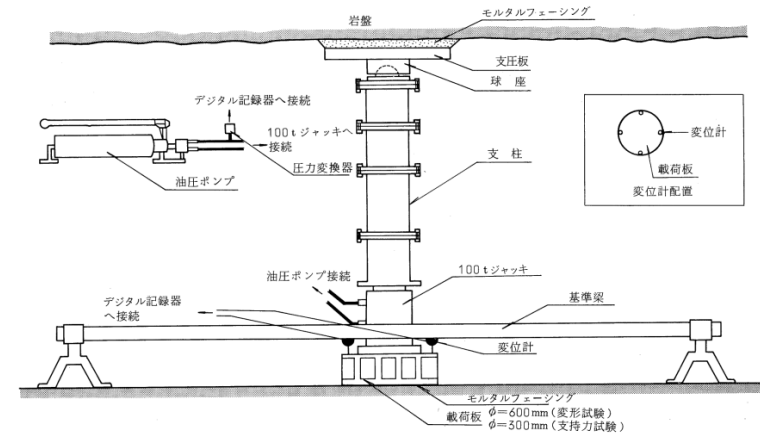 岩盤
モルタルフェーシング
支圧板
球座
デジタル記録器へ接続
100tジャッキへ
接続
圧力変換器
油圧ポンプ
支柱
変位計
載荷板
変位計配置
油圧ポンプ接続
100tジャッキ
デジタル記録器
へ接続
基準梁
変位計
モルタルフェーシング
載荷板 φ=600mm(変形試験)
φ=300mm(支持力試験)